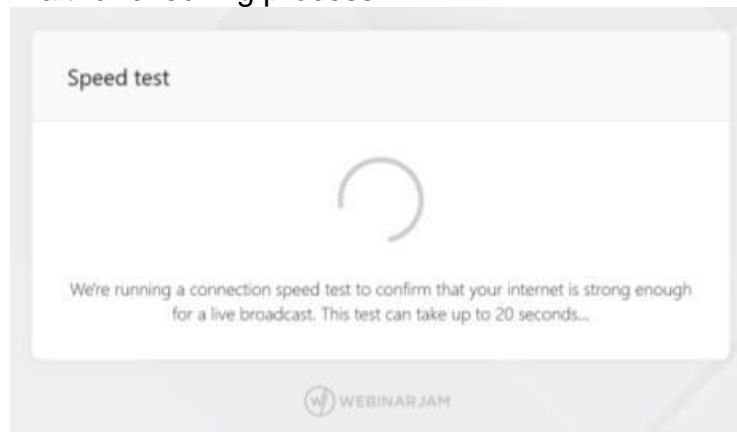 process
Speed test
We're running a connection speed test to confirm that your internet is strong enough
for a live broadcast. This test can take up to 20 seconds...
WEBINARJAM